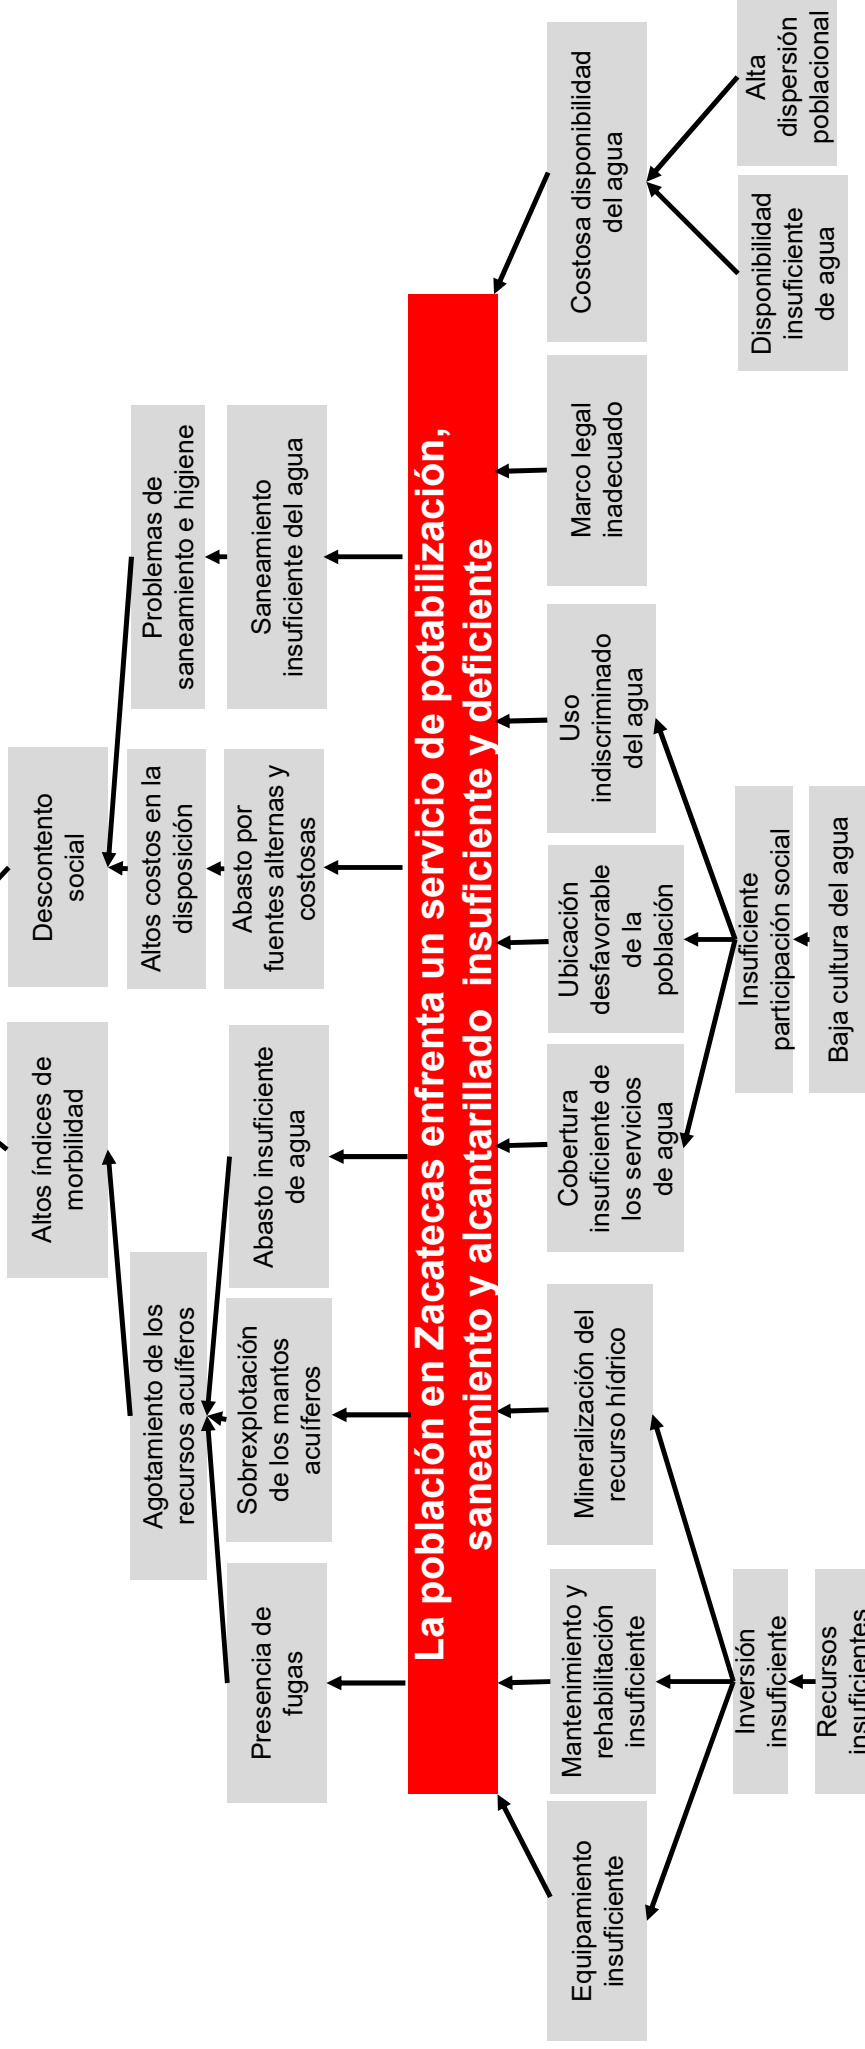 Descontento
social
Altos índices de
morbilidad
Problemas de
saneamiento e higiene
Altos costos en la
disposición
Agotamiento de los
recursos acuíferos
Saneamiento
insuficiente del agua
Abasto por
fuentes alternas y
costosas
Abasto insuficiente
de agua
Sobrexplotación
de los mantos
acuíferos
Presencia de
fugas
La población en Zacatecas enfrenta un servicio de potabilización,
saneamiento y alcantarillado insuficiente y deficiente
Equipamiento
insuficiente
Mantenimiento y
rehabilitación
insuficiente
Mineralización del
recurso hídrico
Cobertura
insuficiente de
los servicios
de agua
Ubicación
desfavorable
de la
población
Uso
indiscriminado
del agua
Marco legal
inadecuado
Costosa disponibilidad
del agua
Inversión
insuficiente
Recursos
insuficientes
Insuficiente
participación social
Baja cultura del agua
Disponibilidad
insuficiente
de agua
Alta
dispersión
poblacional